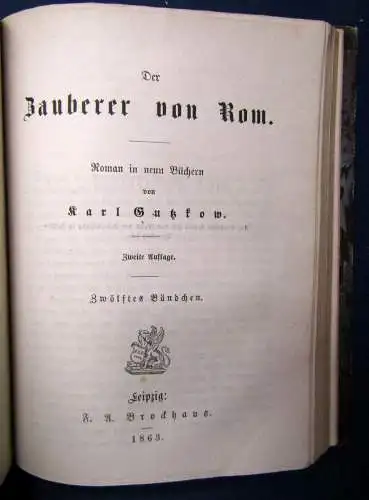 Der
Zauberer von Rom.
Roman in neun Büchern
von
Karl Gutzkow.
Zweite Auflage.
Zwölftes Bändchen.
Leipzig:
F. A. Brockhaus.
1863.